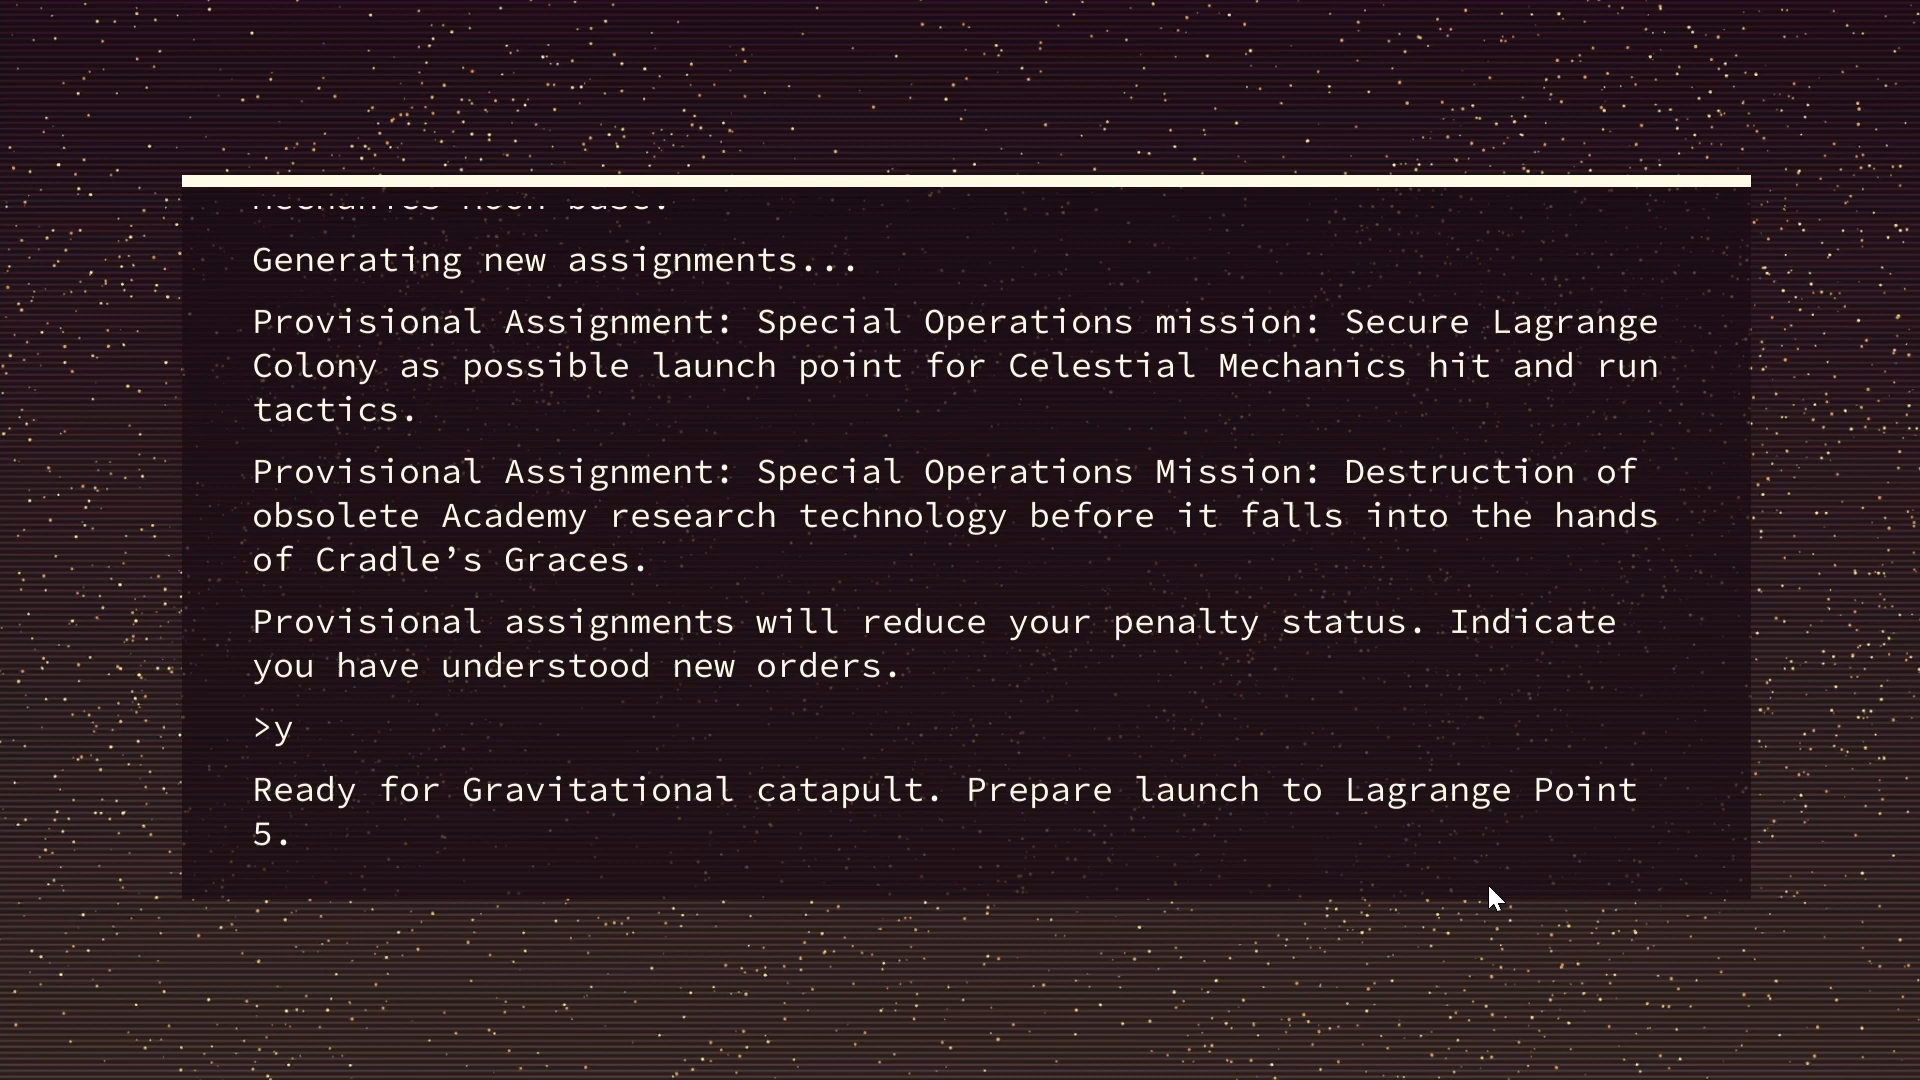 Generating new assignments...
Provisional Assignment: Special Operations mission: Secure Lagrange
Colony as possible launch point for Celestial Mechanics hit and run
tactics.
Provisional Assignment: Special Operations Mission: Destruction of
obsolete Academy research technology before it falls into the hands
of Cradle’s Graces.
Provisional assignments will reduce your penalty status. Indicate
you have understood new orders.
>y
Ready for Gravitational catapult. Prepare launch to Lagrange Point
5.